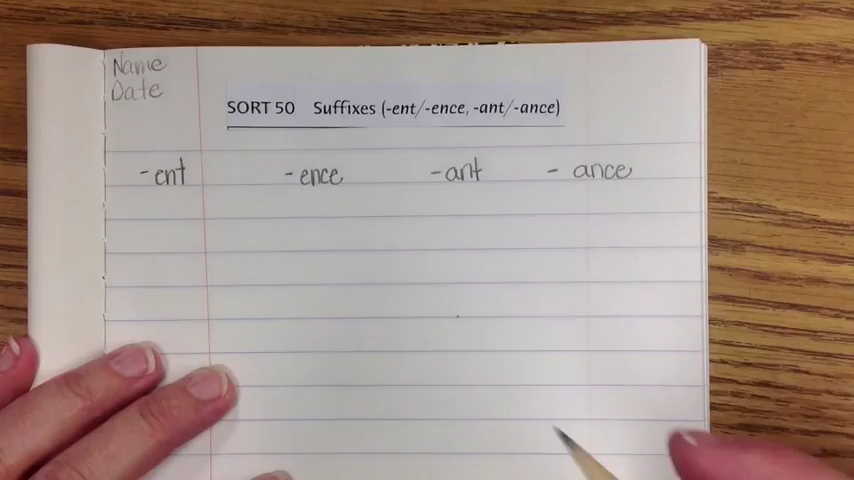 Name
Date
SORT 50 Suffixes (-ent/-ence, -ant/-ance)
-ent -ence -ant - ance